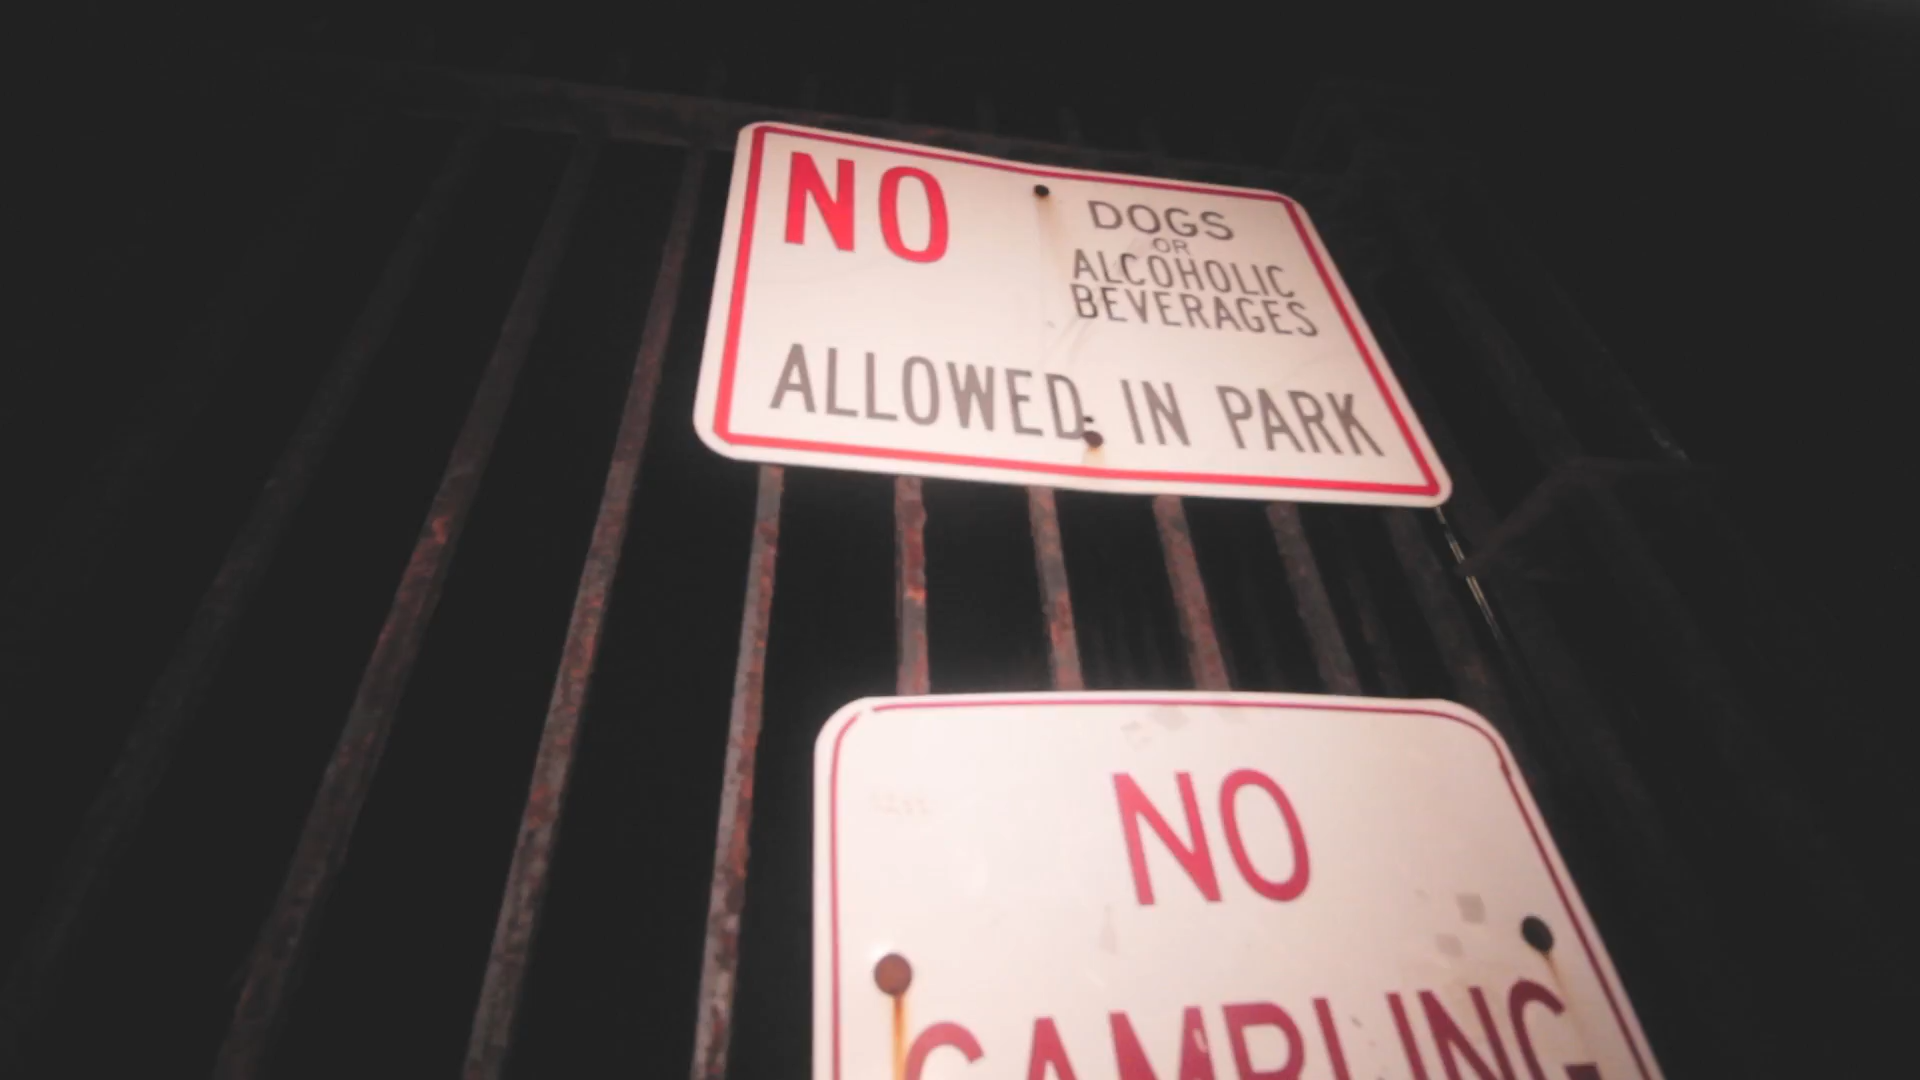 NO
DOGS
OR
ALCOHOLIC
BEVERAGES
ALLOWED IN PARK
NO
GAMBLING